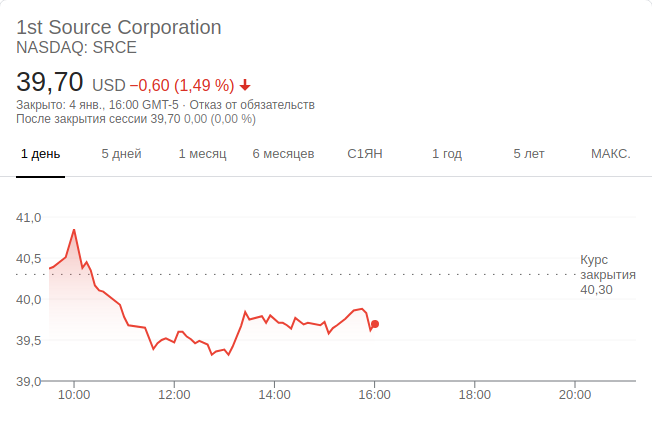 1st Source Corporation
NASDAQ: SRCE
39,70 USD −0,60 (1,49 %)
Закрыто: 4 янв., 16:00 GMT-5 · Отказ от обязательств
После закрытия сессии 39,70 0,00 (0,00 %)
1 день 5 дней 1 месяц 6 месяцев С1ЯН 1 год 5 лет МАКС.
41,0
40,5
Курс
закрытия
40,30
40,0
39,5
39,0
10:00 12:00 14:00 16:00 18:00 20:00